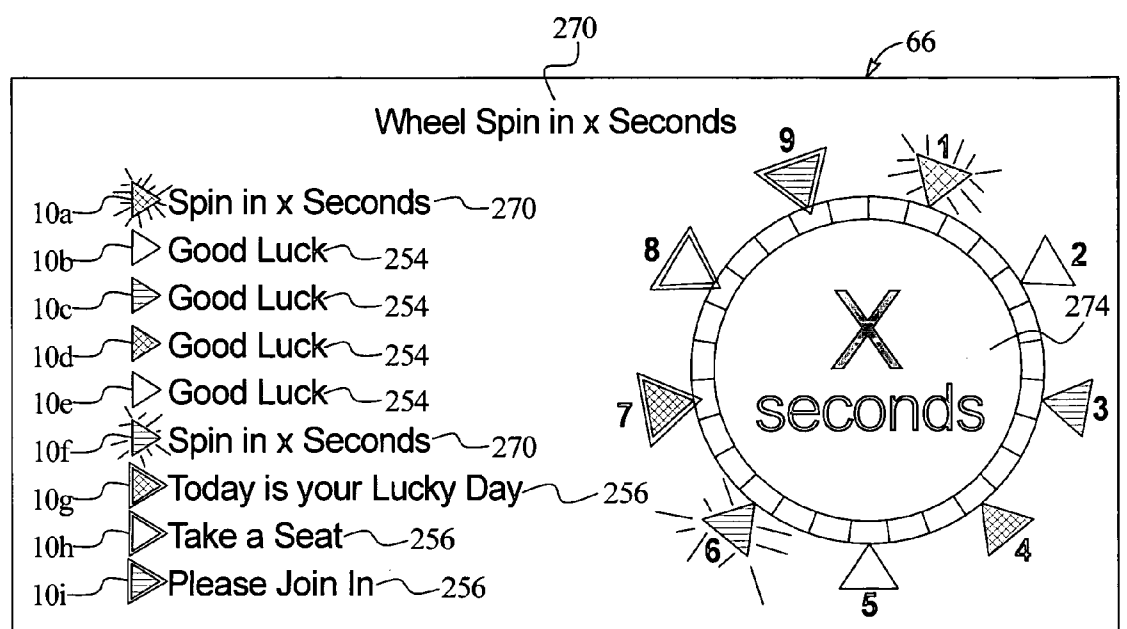 270
66
Wheel Spin in x Seconds
9 1
10a Spin in x Seconds 270
10b Good Luck 254
8 2
10c Good Luck 254
X
274
10d Good Luck 254
10e Good Luck 254
7 seconds 3
10f Spin in x Seconds 270
10g Today is your Lucky Day 256
10h Take a Seat 256
6 4
10i Please Join In 256
5